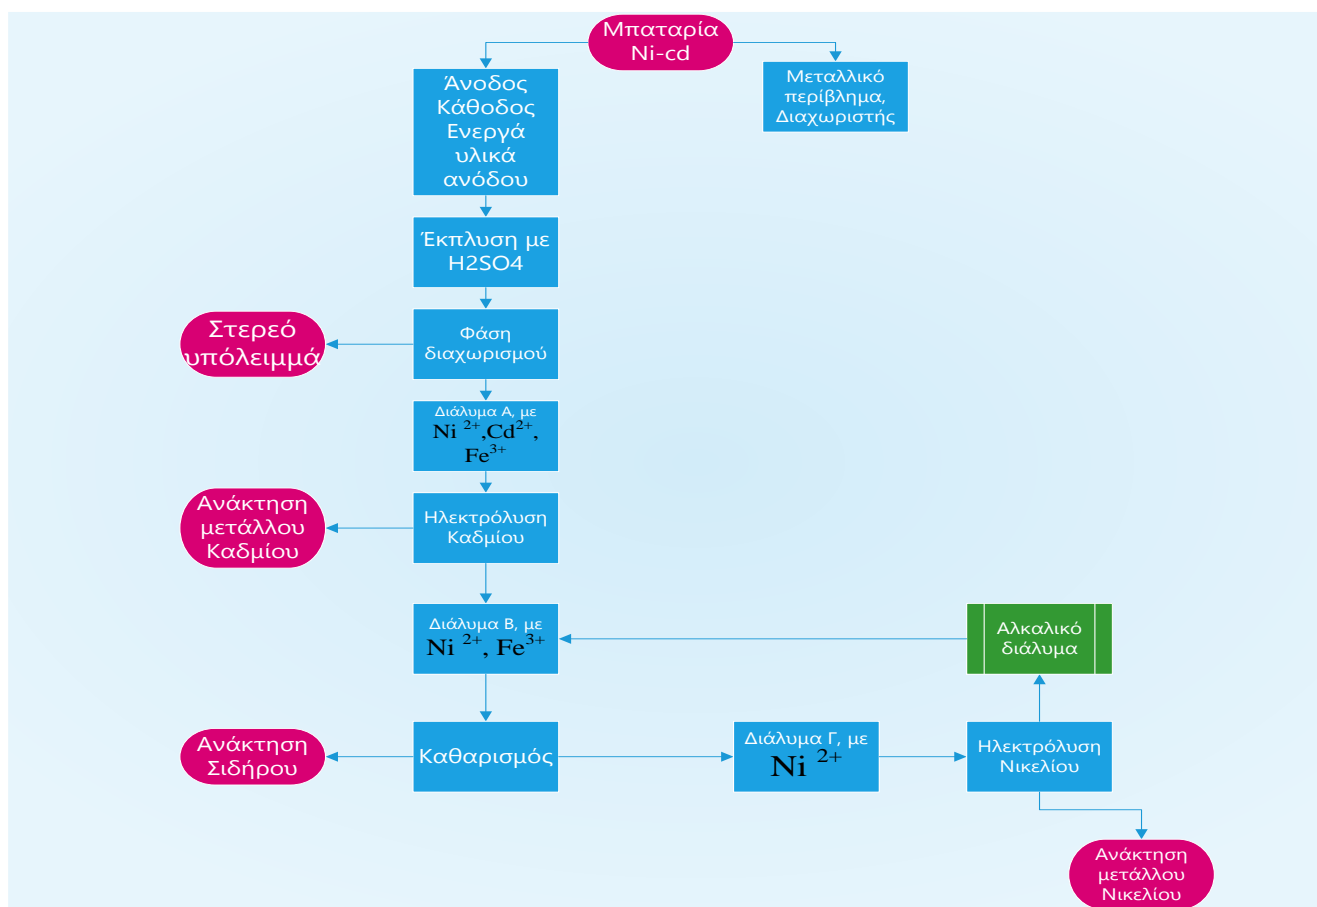 Μπαταρία
Ni-cd
Μεταλλικό
περίβλημα,
Διαχωριστής
Άνοδος
Κάθοδος
Ενεργά
υλικά
ανόδου
Έκπλυση με
H2SO4
Στερεό
υπόλειμμά
Φάση
διαχωρισμού
Διάλυμα Α, με
Ni ²⁺,Cd²⁺,
Fe³⁺
Ανάκτηση
μετάλλου
Καδμίου
Ηλεκτρόλυση
Καδμίου
Διάλυμα Β, με
Ni ²⁺, Fe³⁺
Αλκαλικό
διάλυμα
Ανάκτηση
Σιδήρου
Καθαρισμός
Διάλυμα Γ, με
Ni ²⁺
Ηλεκτρόλυση
Νικελίου
Ανάκτηση
μετάλλου
Νικελίου